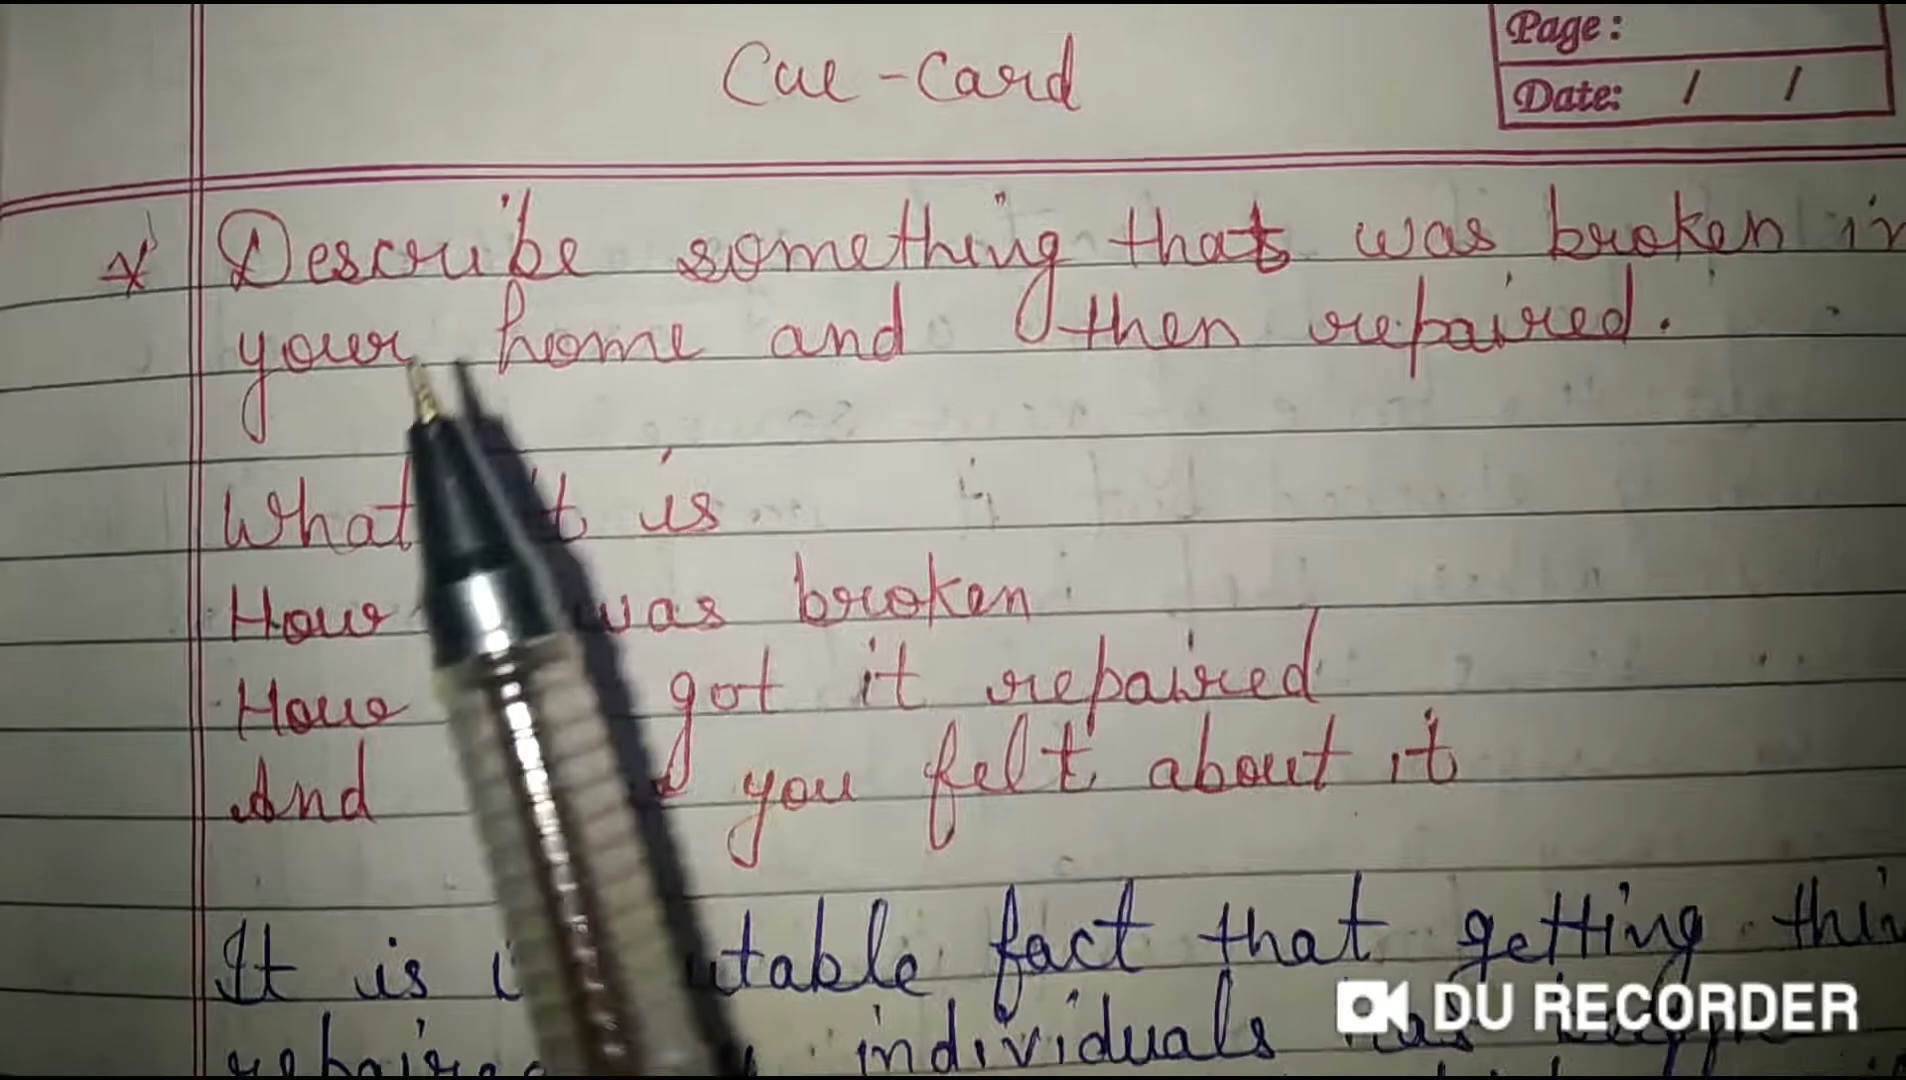 Page:
Date: / /
Cue-Card
Describe something that was broken in
your home and then repaired.
What it is
How was broken
How got it repaired
And you felt about it
It is fact that getting
individuals has
DU RECORDER